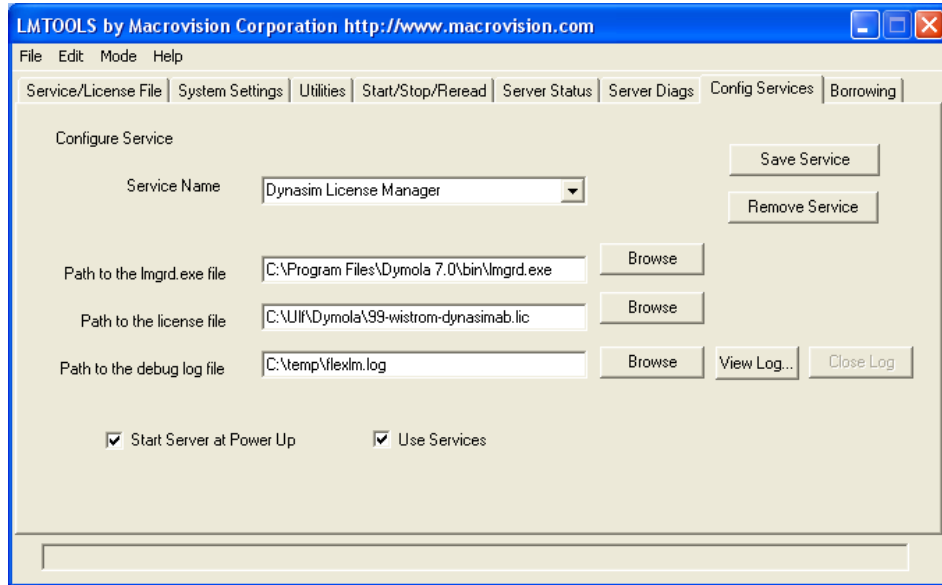 LMTOOLS by Macrovision Corporation http://www.macrovision.com
File Edit Mode Help
Service/License File System Settings Utilities Start/Stop/Reread Server Status Server Diags Config Services Borrowing
Configure Service
Save Service
Service Name Dynasim License Manager
Remove Service
Path to the lmgrd.exe file C:\Program Files\Dymola 7.0\bin\lmgrd.exe Browse
Path to the license file C:\Ulf\Dymola\99-wistrom-dynasimab.lic Browse
Path to the debug log file C:\temp\flexlm.log Browse View Log... Close Log
Start Server at Power Up Use Services